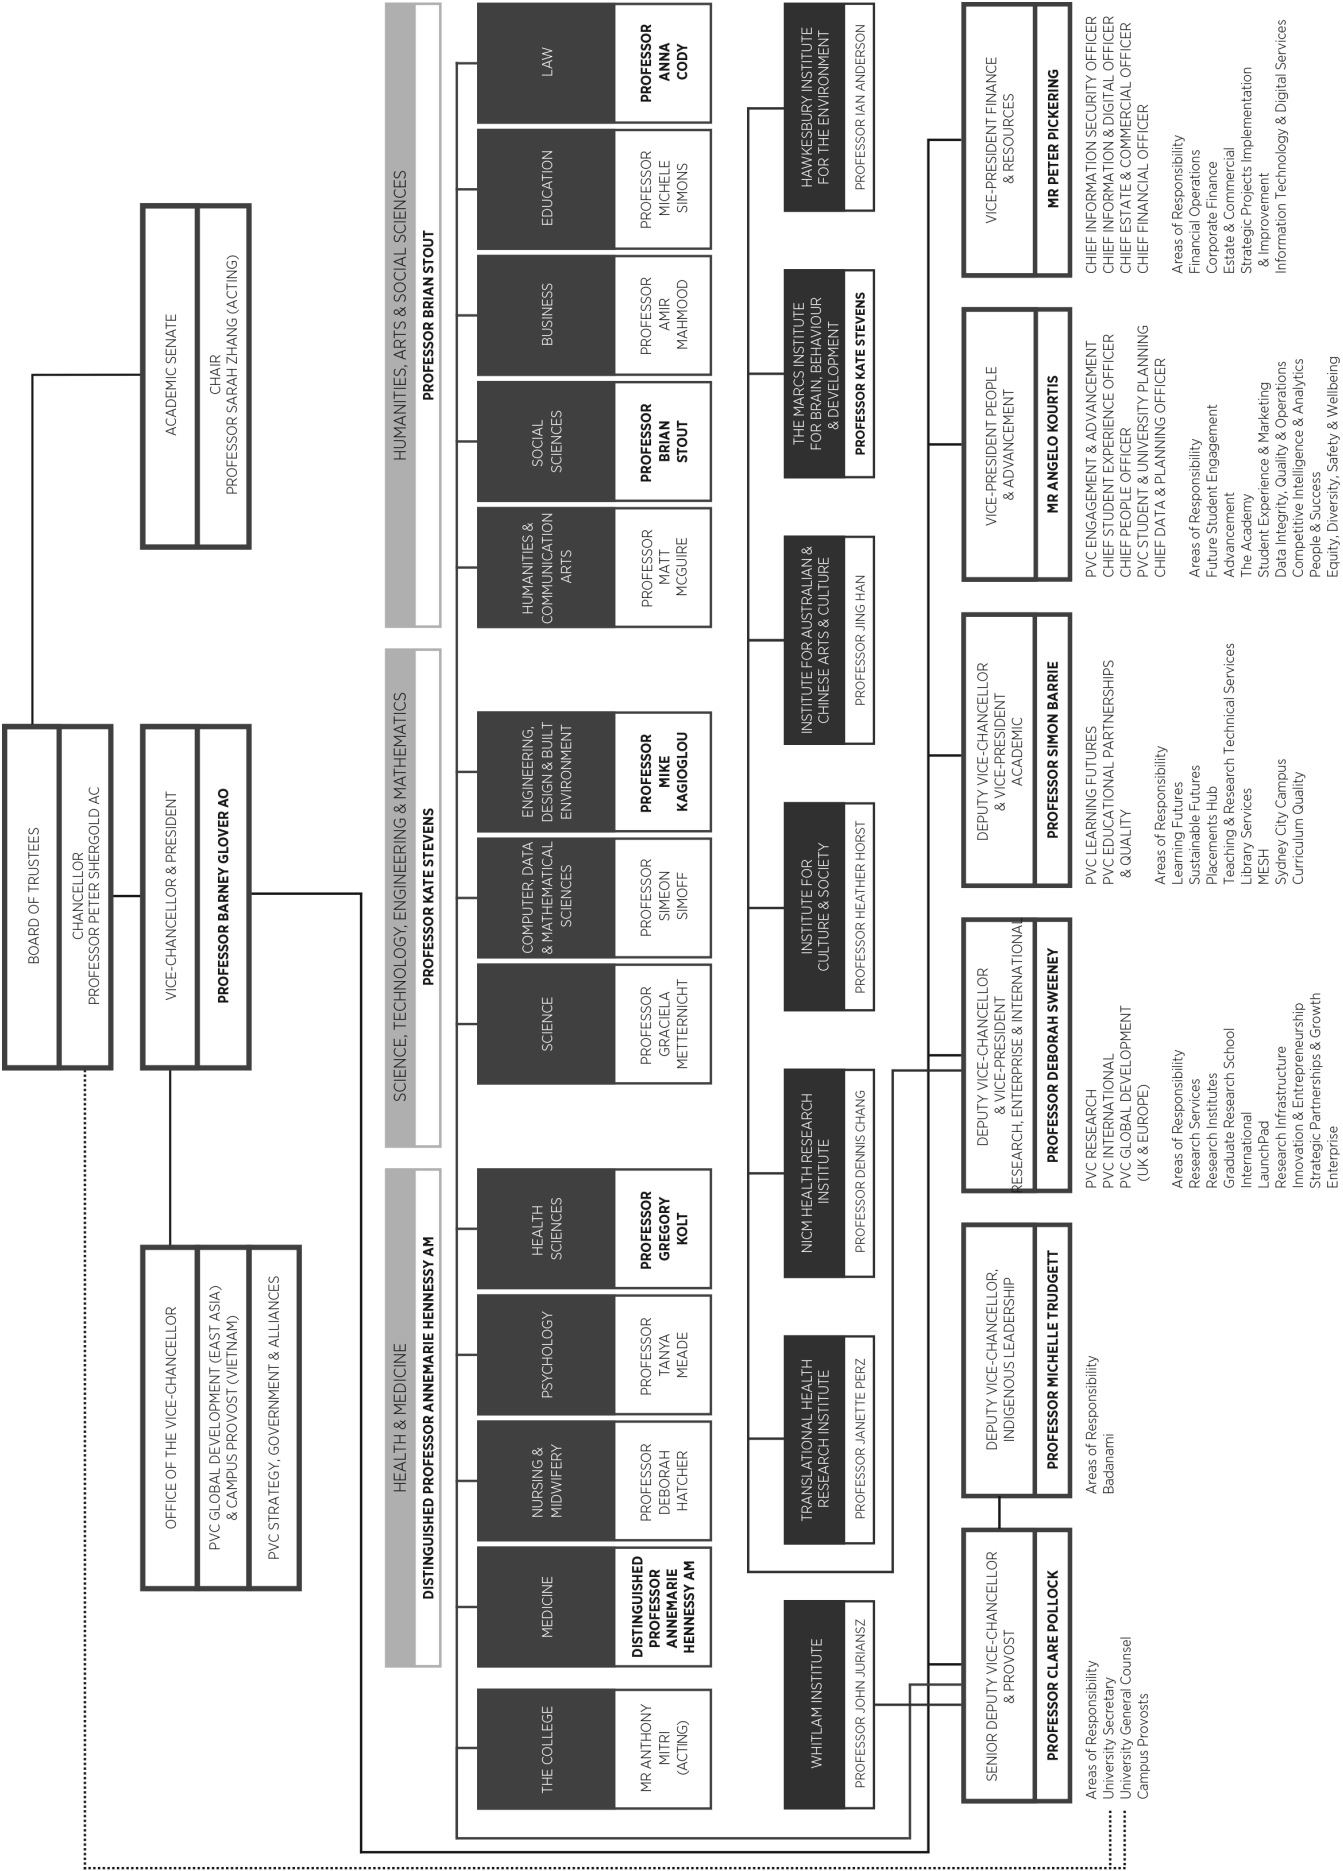 BOARD OF TRUSTEES
CHANCELLOR
PROFESSOR PETER SHERGOLD AC
OFFICE OF THE VICE-CHANCELLOR
PVC GLOBAL DEVELOPMENT (EAST ASIA)
& CAMPUS PROVOST (VIETNAM)
PVC STRATEGY, GOVERNMENT & ALLIANCES
VICE-CHANCELLOR & PRESIDENT
PROFESSOR BARNEY GLOVER AO
ACADEMIC SENATE
CHAIR
PROFESSOR SARAH ZHANG (ACTING)
HEALTH & MEDICINE
DISTINGUISHED PROFESSOR ANNEMARIE HENNESSY AM
SCIENCE, TECHNOLOGY, ENGINEERING & MATHEMATICS
PROFESSOR KATE STEVENS
HUMANITIES, ARTS & SOCIAL SCIENCES
PROFESSOR BRIAN STOUT
THE COLLEGE
MR ANTHONY
MITRI
(ACTING)
MEDICINE
DISTINGUISHED
PROFESSOR
ANNEMARIE
HENNESSY AM
NURSING &
MIDWIFERY
PROFESSOR
DEBORAH
HATCHER
PSYCHOLOGY
PROFESSOR
TANYA
MEADE
HEALTH
SCIENCES
PROFESSOR
GREGORY
KOLT
SCIENCE
PROFESSOR
GRACIELA
METTERNICHT
COMPUTER, DATA
& MATHEMATICAL
SCIENCES
PROFESSOR
SIMEON
SIMOFF
ENGINEERING,
DESIGN & BUILT
ENVIRONMENT
PROFESSOR
MIKE
KAGIOGLOU
HUMANITIES &
COMMUNICATION
ARTS
PROFESSOR
MATT
MCGUIRE
SOCIAL
SCIENCES
PROFESSOR
BRIAN
STOUT
BUSINESS
PROFESSOR
AMIR
MAHMOOD
EDUCATION
PROFESSOR
MICHELE
SIMONS
LAW
PROFESSOR
ANNA
CODY
WHITLAM INSTITUTE
PROFESSOR JOHN JURIANSZ
TRANSLATIONAL HEALTH
RESEARCH INSTITUTE
PROFESSOR JANETTE PERZ
NICM HEALTH RESEARCH
INSTITUTE
PROFESSOR DENNIS CHANG
INSTITUTE FOR
CULTURE & SOCIETY
PROFESSOR HEATHER HORST
INSTITUTE FOR AUSTRALIAN &
CHINESE ARTS & CULTURE
PROFESSOR JING HAN
THE MARCS INSTITUTE
FOR BRAIN, BEHAVIOUR
& DEVELOPMENT
PROFESSOR KATE STEVENS
HAWKESBURY INSTITUTE
FOR THE ENVIRONMENT
PROFESSOR IAN ANDERSON
SENIOR DEPUTY VICE-CHANCELLOR
& PROVOST
PROFESSOR CLARE POLLOCK
Areas of Responsibility
University Secretary
University General Counsel
Campus Provosts
DEPUTY VICE-CHANCELLOR,
INDIGENOUS LEADERSHIP
PROFESSOR MICHELLE TRUDGETT
Areas of Responsibility
Badanami
DEPUTY VICE-CHANCELLOR
& VICE-PRESIDENT
RESEARCH, ENTERPRISE & INTERNATIONAL
PROFESSOR DEBORAH SWEENEY
PVC RESEARCH
PVC INTERNATIONAL
PVC GLOBAL DEVELOPMENT
(UK & EUROPE)
Areas of Responsibility
Research Services
Research Institutes
Graduate Research School
International
LaunchPad
Research Infrastructure
Innovation & Entrepreneurship
Strategic Partnerships & Growth
Enterprise
DEPUTY VICE-CHANCELLOR
& VICE-PRESIDENT
ACADEMIC
PROFESSOR SIMON BARRIE
PVC LEARNING FUTURES
PVC EDUCATIONAL PARTNERSHIPS
& QUALITY
Areas of Responsibility
Learning Futures
Sustainable Futures
Placements Hub
Teaching & Research Technical Services
Library Services
MESH
Sydney City Campus
Curriculum Quality
VICE-PRESIDENT PEOPLE
& ADVANCEMENT
MR ANGELO KOURTIS
PVC ENGAGEMENT & ADVANCEMENT
CHIEF STUDENT EXPERIENCE OFFICER
CHIEF PEOPLE OFFICER
PVC STUDENT & UNIVERSITY PLANNING
CHIEF DATA & PLANNING OFFICER
Areas of Responsibility
Future Student Engagement
Advancement
The Academy
Student Experience & Marketing
Data Integrity, Quality & Operations
Competitive Intelligence & Analytics
People & Success
Equity, Diversity, Safety & Wellbeing
VICE-PRESIDENT FINANCE
& RESOURCES
MR PETER PICKERING
CHIEF INFORMATION SECURITY OFFICER
CHIEF INFORMATION & DIGITAL OFFICER
CHIEF ESTATE & COMMERCIAL OFFICER
CHIEF FINANCIAL OFFICER
Areas of Responsibility
Financial Operations
Corporate Finance
Estate & Commercial
Strategic Projects Implementation
& Improvement
Information Technology & Digital Services